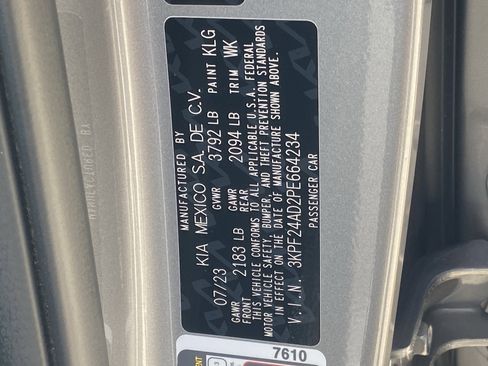 MANUFACTURED BY
KIA MEXICO S.A. DE C.V.
07/23 GVWR 3792 LB PAINT KLG
GAWR FRONT 2183 LB GAWR REAR 2094 LB TRIM WK
THIS VEHICLE CONFORMS TO ALL APPLICABLE U.S.A. FEDERAL
MOTOR VEHICLE SAFETY, BUMPER, AND THEFT PREVENTION STANDARDS
IN EFFECT ON THE DATE OF MANUFACTURE SHOWN ABOVE.
V.I.N. 3KPF24AD2PE664234
PASSENGER CAR
7610